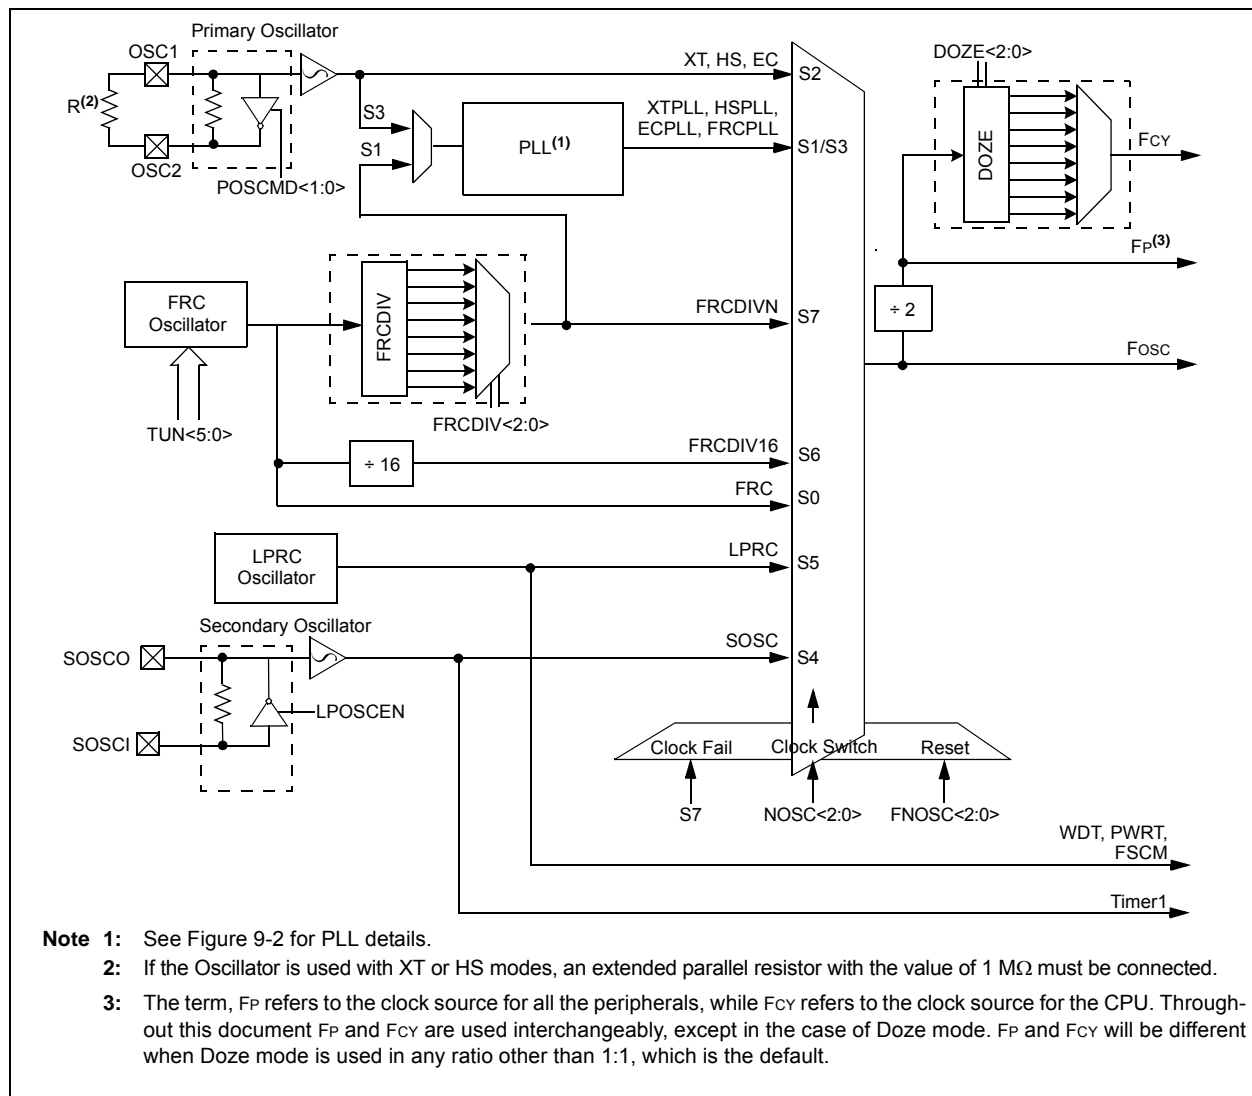 Primary Oscillator
OSC1
R(2)
OSC2
POSCMD<1:0>
S3
S1
PLL(1)
XT, HS, EC
S2
XTPLL, HSPLL,
ECPLL, FRCPLL
S1/S3
DOZE<2:0>
DOZE
FCY
FP(3)
÷ 2
FOSC
FRC
Oscillator
TUN<5:0>
FRCDIV
FRCDIV<2:0>
FRCDIVN
S7
÷ 16
FRCDIV16
S6
FRC
S0
LPRC
Oscillator
LPRC
S5
Secondary Oscillator
SOSCO
SOSCI
LPOSCEN
SOSC
S4
Clock Fail
Clock Switch
Reset
S7
NOSC<2:0>
FNOSC<2:0>
WDT, PWRT,
FSCM
Timer1
Note 1: See Figure 9-2 for PLL details.
2: If the Oscillator is used with XT or HS modes, an extended parallel resistor with the value of 1 MΩ must be connected.
3: The term, FP refers to the clock source for all the peripherals, while FCY refers to the clock source for the CPU. Through-
out this document FP and FCY are used interchangeably, except in the case of Doze mode. FP and FCY will be different
when Doze mode is used in any ratio other than 1:1, which is the default.